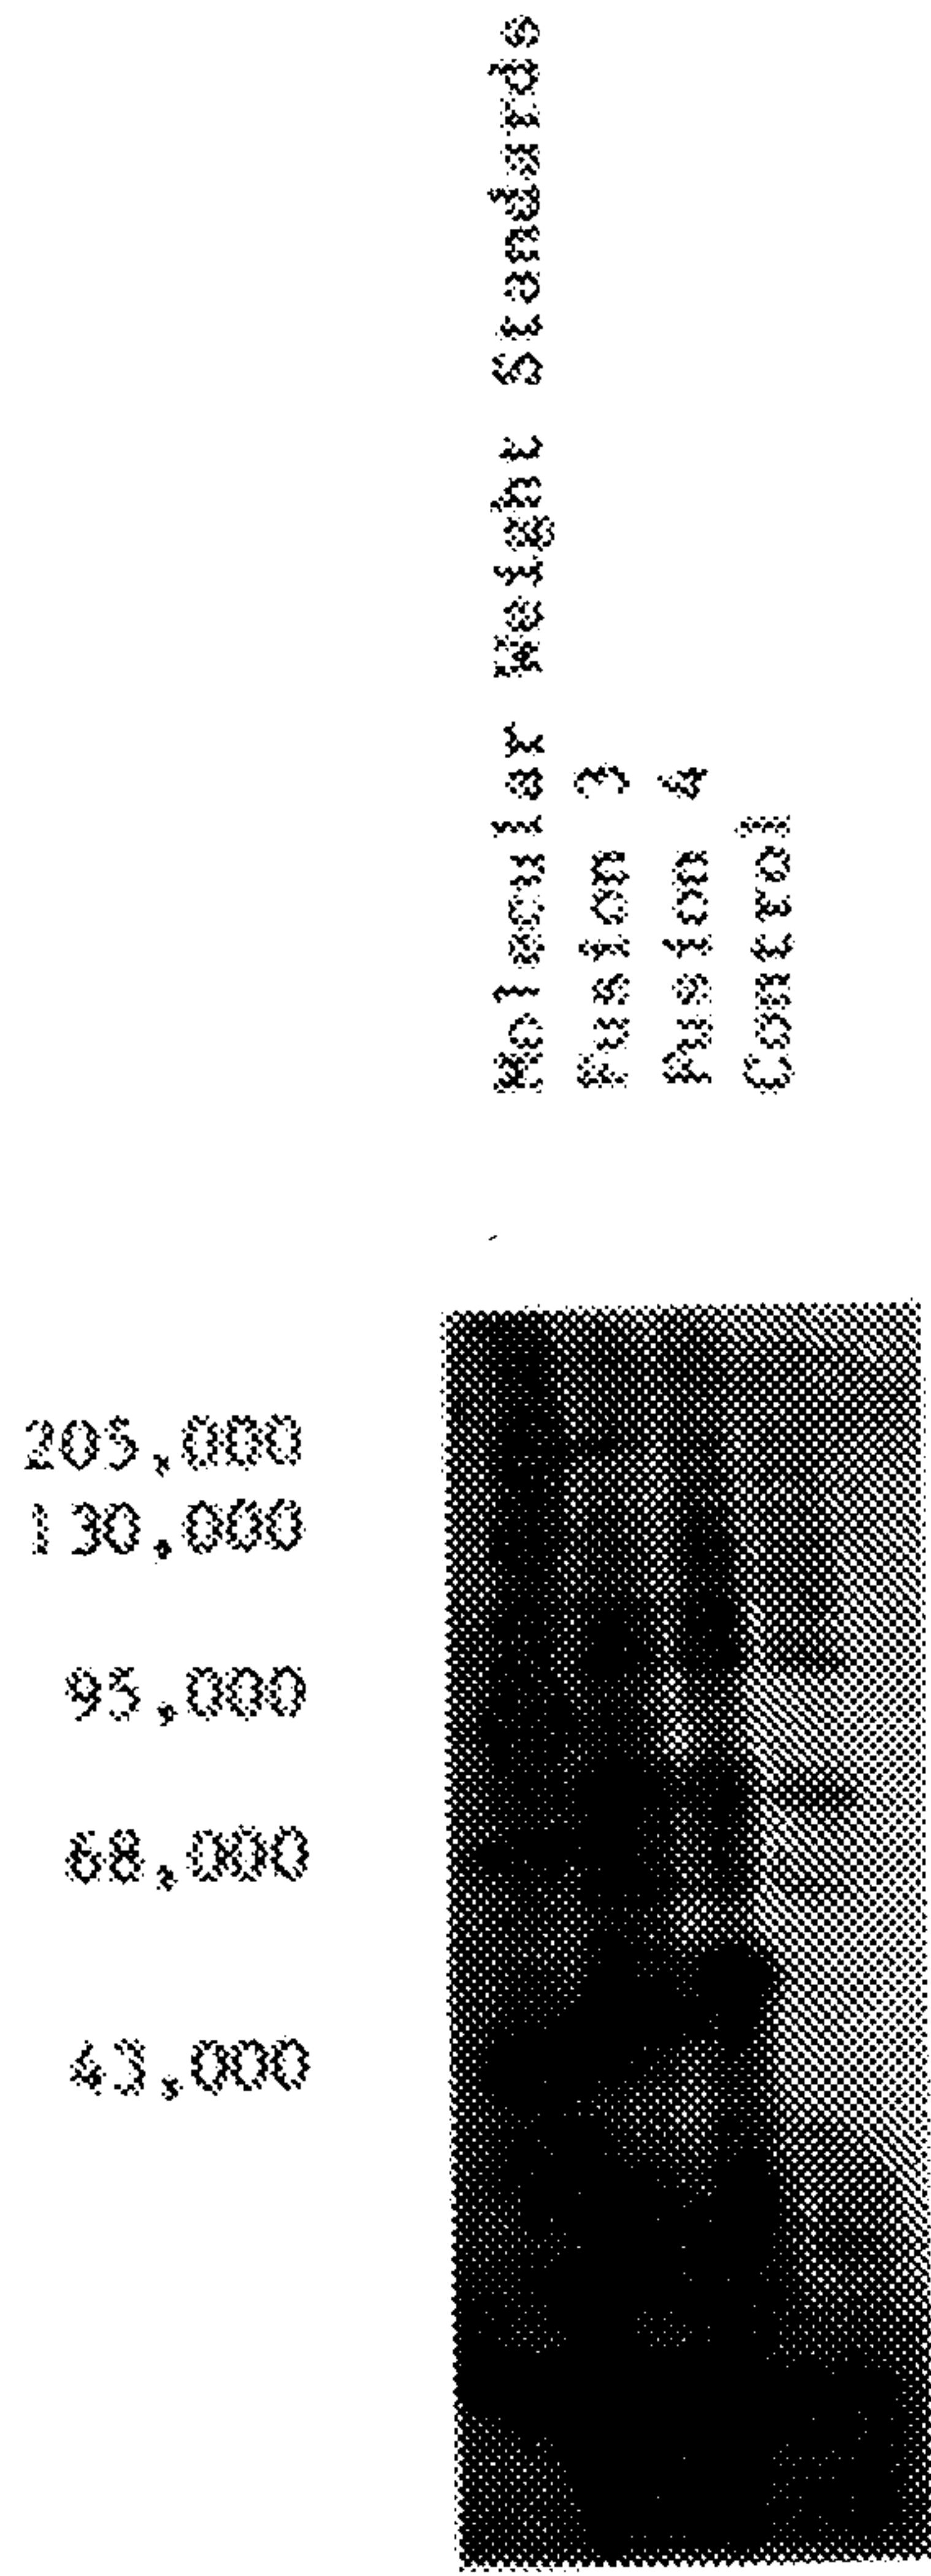 Molecular Weight Standards
Fusion 3
Fusion 4
Control
205,000
130,000
95,000
68,000
43,000